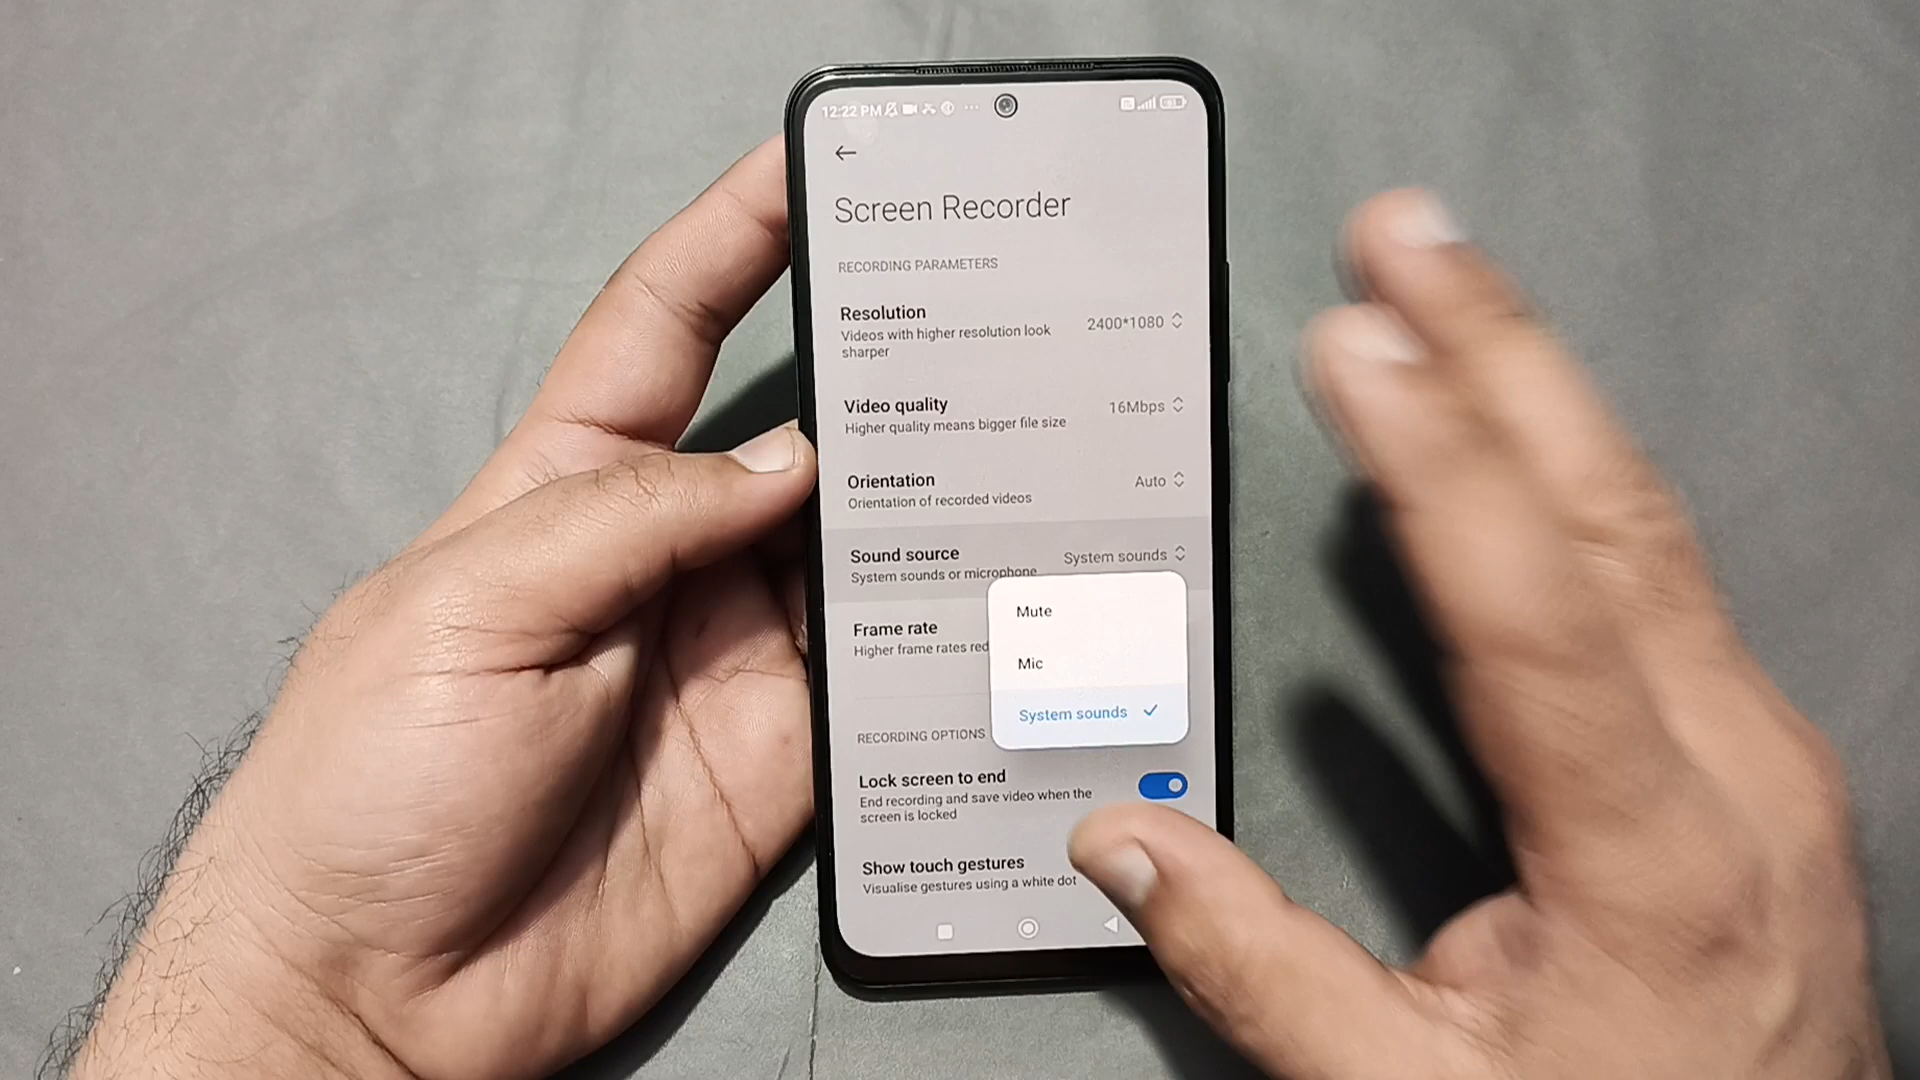 12:22 PM
Screen Recorder
RECORDING PARAMETERS
Resolution
Videos with higher resolution look
sharper
2400*1080
Video quality
Higher quality means bigger file size
16Mbps
Orientation
Orientation of recorded videos
Auto
Sound source
System sounds or microphone
System sounds
Mute
Mic
System sounds
Frame rate
Higher frame rates red
RECORDING OPTIONS
Lock screen to end
End recording and save video when the
screen is locked
Show touch gestures
Visualise gestures using a white dot